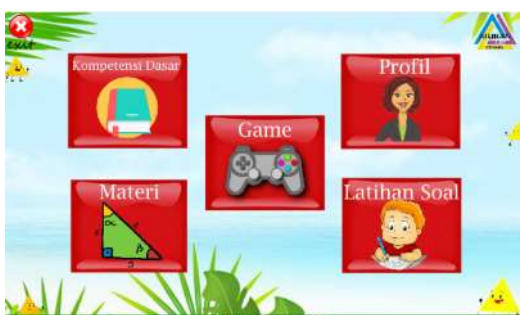 exit
Kompetensi Dasar
Profil
Game
Materi
Latihan Soal